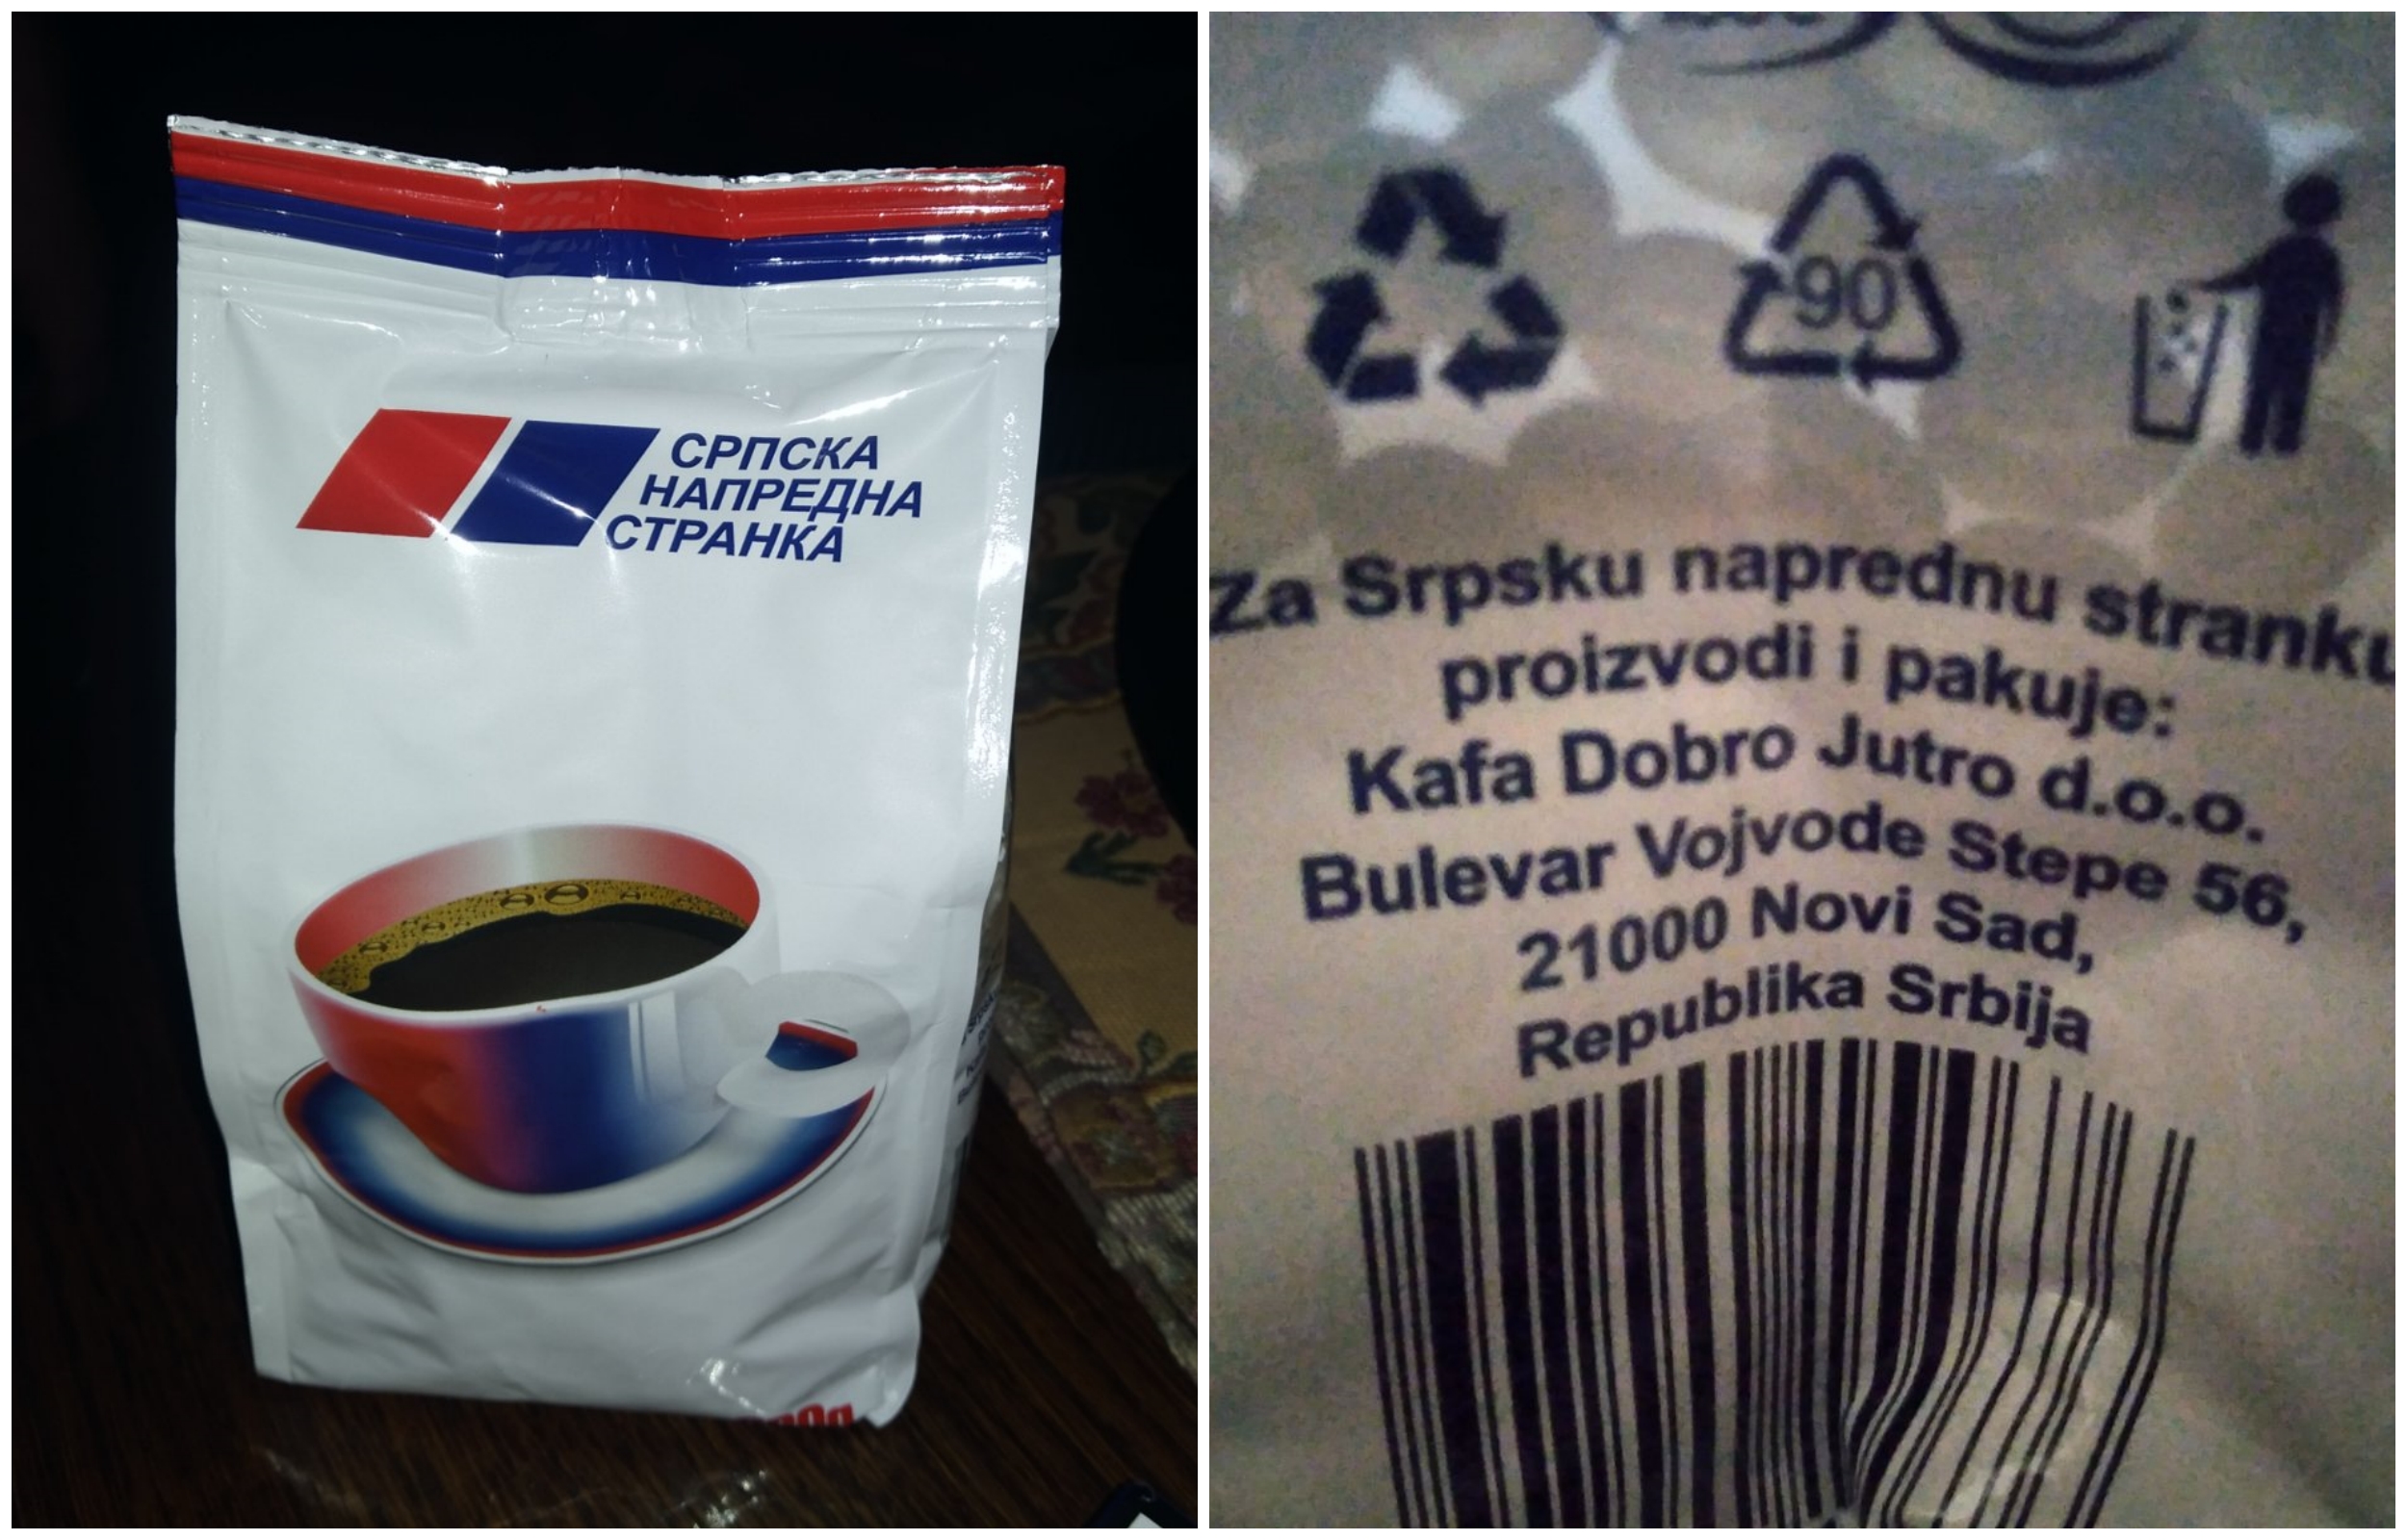 СРПСКА
НАПРЕДНА
СТРАНКА
90
Za Srpsku naprednu stranku
proizvodi i pakuje:
Kafa Dobro Jutro d.o.o.
Bulevar Vojvode Stepe 56,
21000 Novi Sad,
Republika Srbija